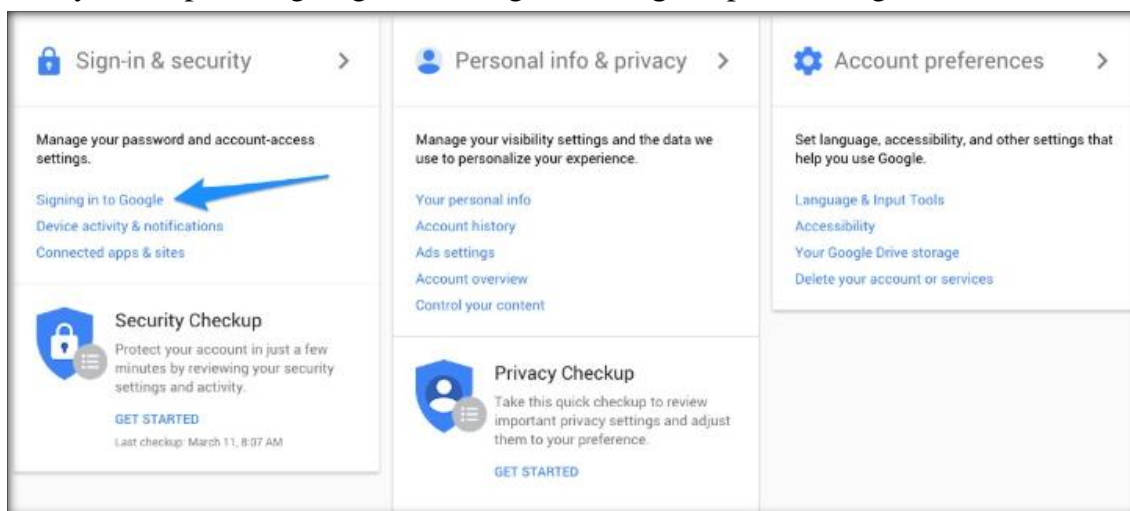 Sign-in & security >
Manage your password and account-access
settings.
Signing in to Google
Device activity & notifications
Connected apps & sites
Security Checkup
Protect your account in just a few
minutes by reviewing your security
settings and activity.
GET STARTED
Last checkup: March 11, 8:07 AM
Personal info & privacy >
Manage your visibility settings and the data we
use to personalize your experience.
Your personal info
Account history
Ads settings
Account overview
Control your content
Privacy Checkup
Take this quick checkup to review
important privacy settings and adjust
them to your preference.
GET STARTED
Account preferences >
Set language, accessibility, and other settings that
help you use Google.
Language & Input Tools
Accessibility
Your Google Drive storage
Delete your account or services